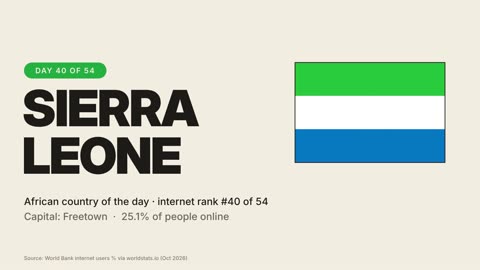 DAY 40 OF 54
SIERRA
LEONE
African country of the day · internet rank #40 of 54
Capital: Freetown · 25.1% of people online
Source: World Bank internet users % via worldstats.io (Oct 2026)